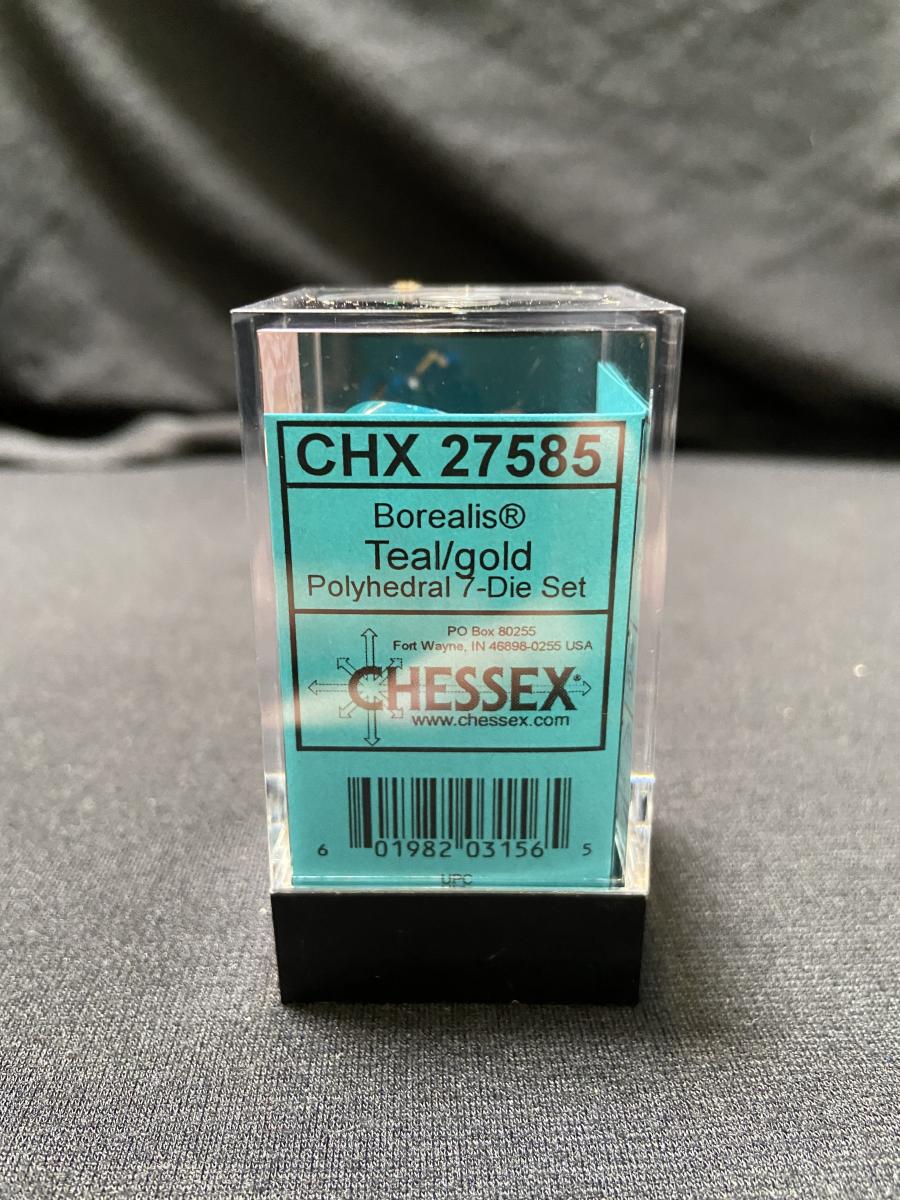 CHX 27585
Borealis®
Teal/gold
Polyhedral 7-Die Set
PO Box 80255
Fort Wayne, IN 46898-0255 USA
CHESSEX®
www.chessex.com
6 01982 03156 5
UPC